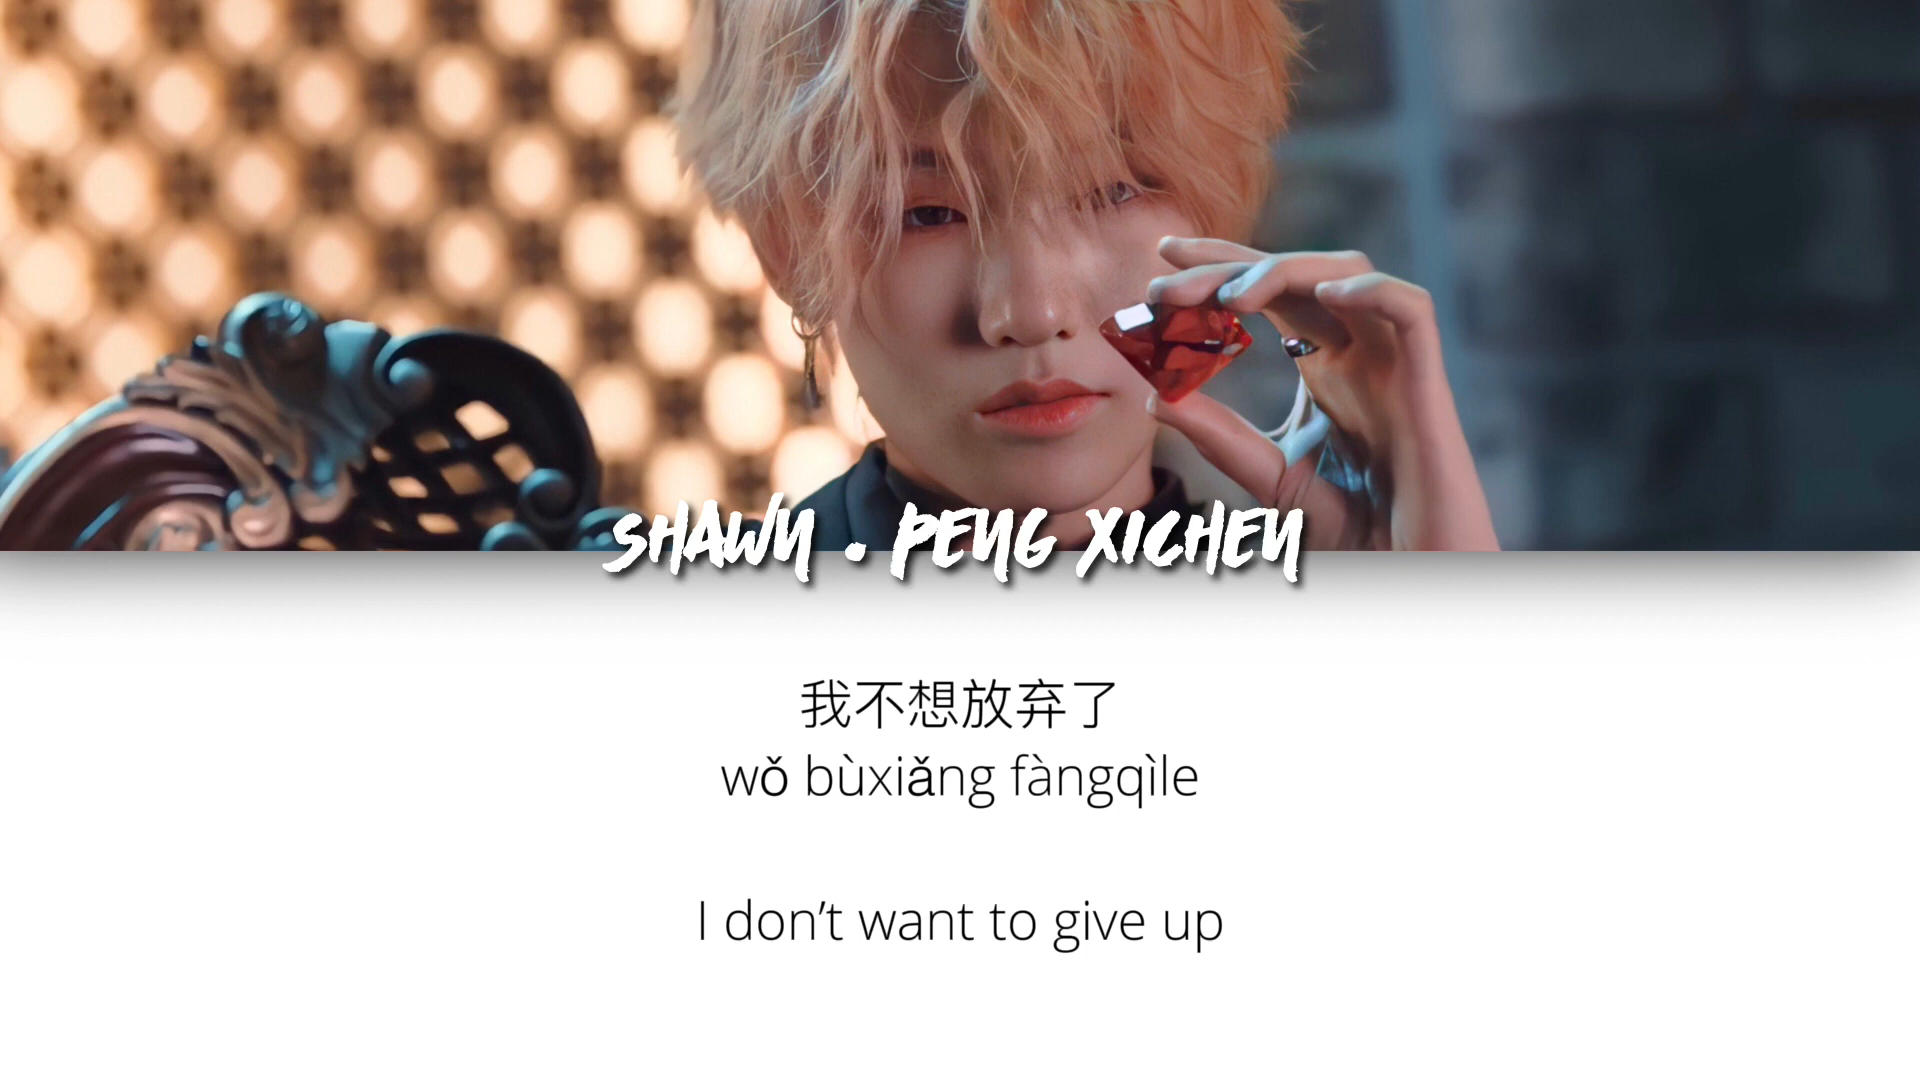 SHAWN • PENG XICHEN
我不想放弃了
wǒ bùxiǎng fàngqìle
I don’t want to give up